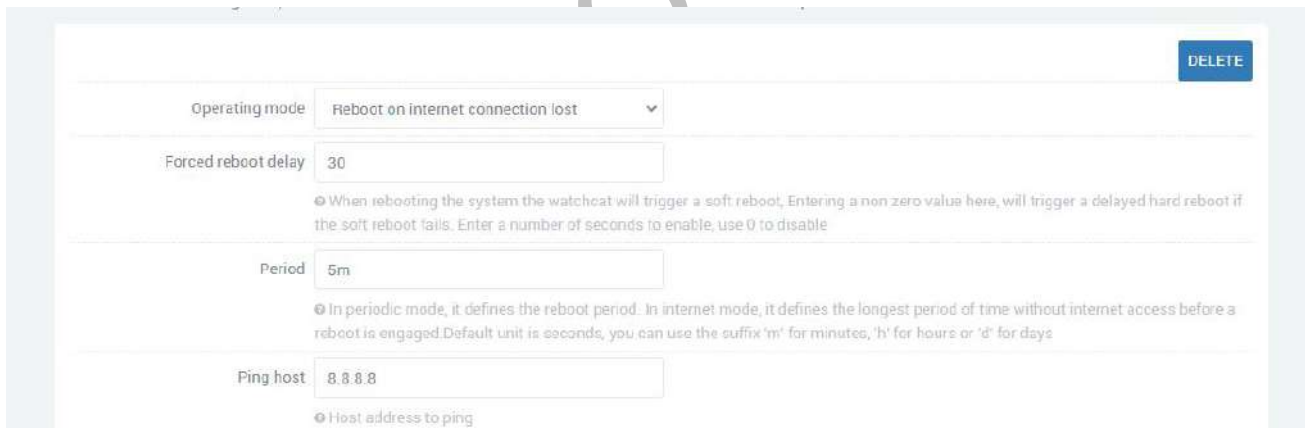 DELETE
Operating mode Reboot on internet connection lost
Forced reboot delay 30
When rebooting the system the watchcat will trigger a soft reboot, Entering a non zero value here, will trigger a delayed hard reboot if
the soft reboot fails. Enter a number of seconds to enable, use 0 to disable
Period 5m
In periodic mode, it defines the reboot period. In internet mode, it defines the longest period of time without internet access before a
reboot is engaged.Default unit is seconds, you can use the suffix 'm' for minutes, 'h' for hours or 'd' for days
Ping host 8.8.8.8
Host address to ping